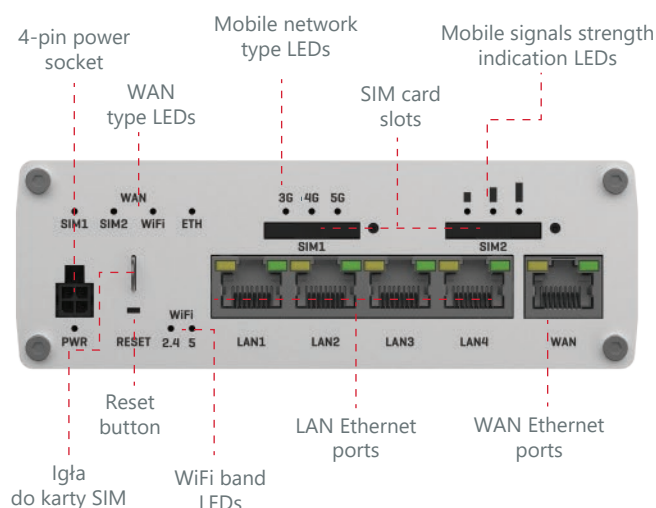 4-pin power
socket
Mobile network
type LEDs
Mobile signals strength
indication LEDs
WAN
type LEDs
SIM card
slots
WAN
SIM1 SIM2 WiFi ETH
3G 4G 5G
SIM1
SIM2
WiFi
PWR RESET 2.4 5 LAN1 LAN2 LAN3 LAN4 WAN
Reset
button
LAN Ethernet
ports
WAN Ethernet
ports
Igła
do karty SIM
WiFi band
LEDs